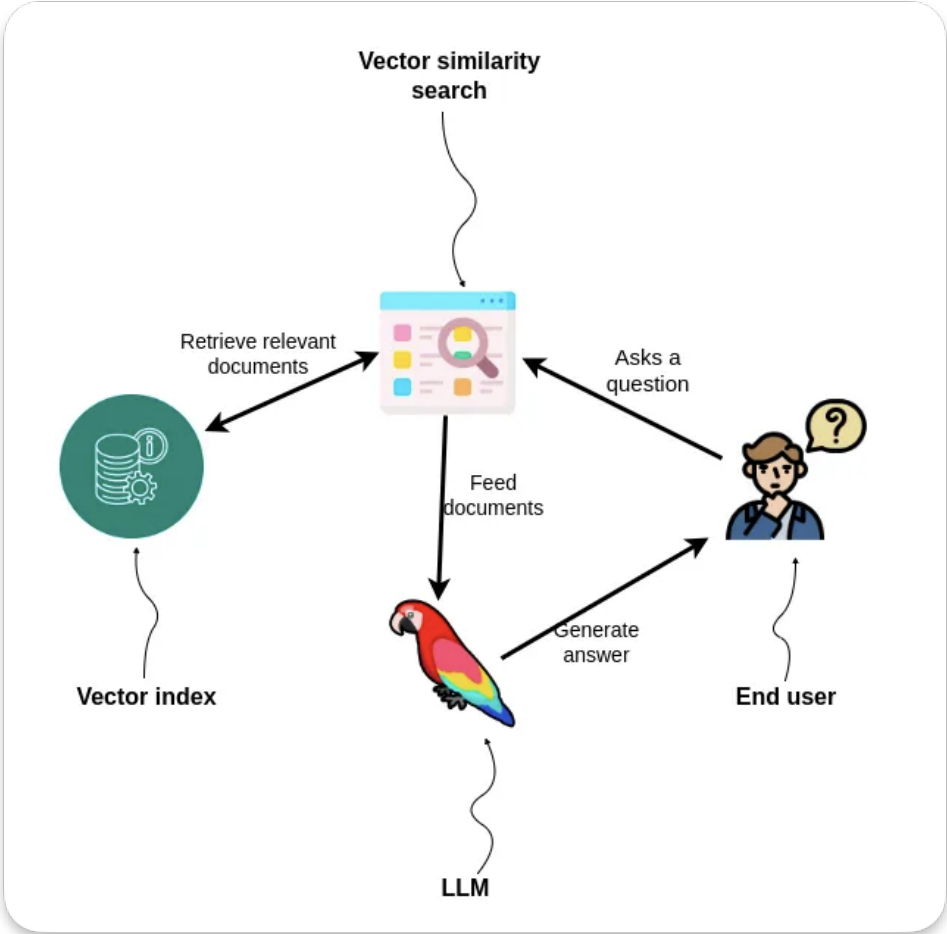 Vector similarity
search
Retrieve relevant
documents
Asks a
question
?
i
Feed
documents
Generate
answer
Vector index
End user
LLM